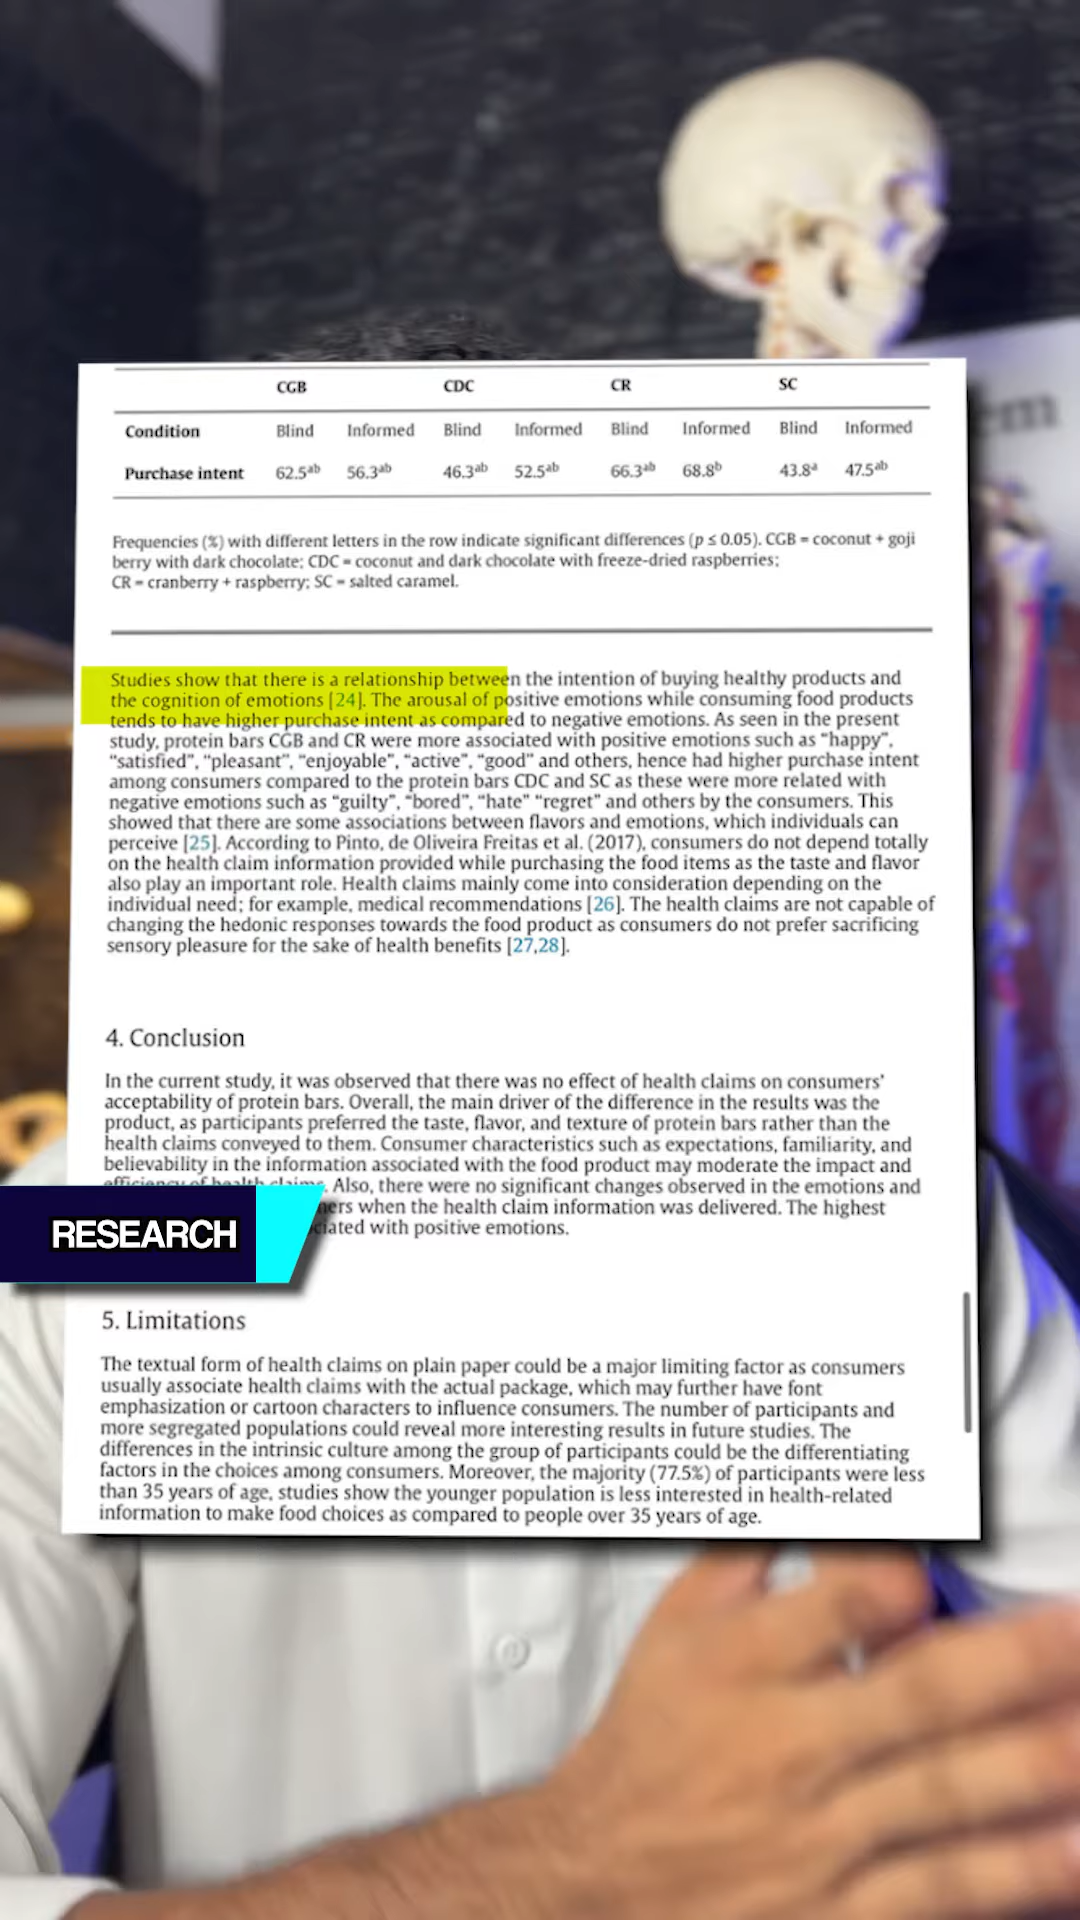 CGB CDC CR SC
Condition Blind Informed Blind Informed Blind Informed Blind Informed
Purchase intent 62.5ab 56.3ab 46.3ab 52.5ab 66.3ab 68.8b 43.8a 47.5ab
Frequencies (%) with different letters in the row indicate significant differences (p ≤ 0.05). CGB = coconut + goji
berry with dark chocolate; CDC = coconut and dark chocolate with freeze-dried raspberries;
CR = cranberry + raspberry; SC = salted caramel.
Studies show that there is a relationship between the intention of buying healthy products and
the cognition of emotions [24]. The arousal of positive emotions while consuming food products
tends to have higher purchase intent as compared to negative emotions. As seen in the present
study, protein bars CGB and CR were more associated with positive emotions such as "happy",
"satisfied", "pleasant", "enjoyable", "active", "good" and others, hence had higher purchase intent
among consumers compared to the protein bars CDC and SC as these were more related with
negative emotions such as "guilty", "bored", "hate" "regret" and others by the consumers. This
showed that there are some associations between flavors and emotions, which individuals can
perceive [25]. According to Pinto, de Oliveira Freitas et al. (2017), consumers do not depend totally
on the health claim information provided while purchasing the food items as the taste and flavor
also play an important role. Health claims mainly come into consideration depending on the
individual need; for example, medical recommendations [26]. The health claims are not capable of
changing the hedonic responses towards the food product as consumers do not prefer sacrificing
sensory pleasure for the sake of health benefits [27,28].
4. Conclusion
In the current study, it was observed that there was no effect of health claims on consumers'
acceptability of protein bars. Overall, the main driver of the difference in the results was the
product, as participants preferred the taste, flavor, and texture of protein bars rather than the
health claims conveyed to them. Consumer characteristics such as expectations, familiarity, and
believability in the information associated with the food product may moderate the impact and
efficiency of health claims. Also, there were no significant changes observed in the emotions and
when the health claim information was delivered. The highest
with positive emotions.
RESEARCH
5. Limitations
The textual form of health claims on plain paper could be a major limiting factor as consumers
usually associate health claims with the actual package, which may further have font
emphasization or cartoon characters to influence consumers. The number of participants and
more segregated populations could reveal more interesting results in future studies. The
differences in the intrinsic culture among the group of participants could be the differentiating
factors in the choices among consumers. Moreover, the majority (77.5%) of participants were less
than 35 years of age, studies show the younger population is less interested in health-related
information to make food choices as compared to people over 35 years of age.